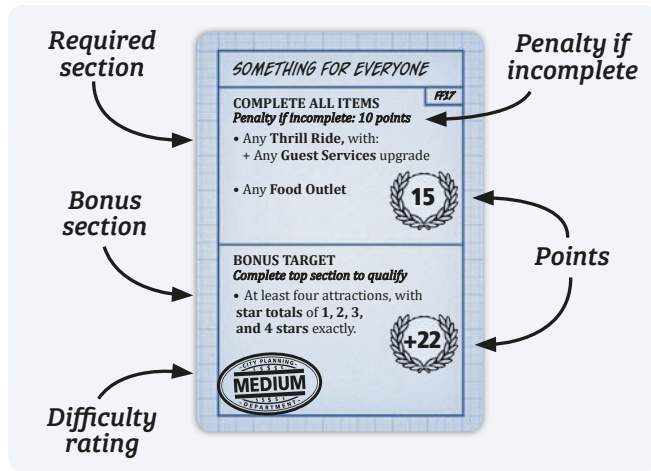 Required
section
Penalty if
incomplete
SOMETHING FOR EVERYONE
FF17
COMPLETE ALL ITEMS
Penalty if incomplete: 10 points
• Any Thrill Ride, with:
+ Any Guest Services upgrade
• Any Food Outlet
15
Bonus
section
Points
BONUS TARGET
Complete top section to qualify
• At least four attractions, with
star totals of 1, 2, 3,
and 4 stars exactly.
+22
CITY PLANNING
$ $ $ $ $
MEDIUM
$ $ $ $ $
DEPARTMENT
Difficulty
rating